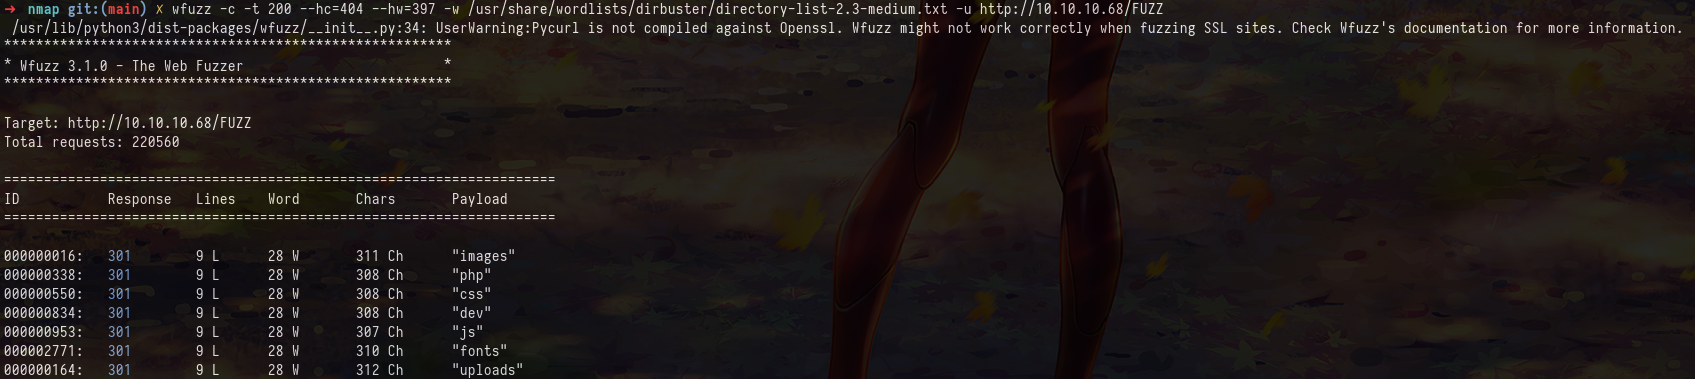 ➜ nmap git:(main) ✗ wfuzz -c -t 200 --hc=404 --hw=397 -w /usr/share/wordlists/dirbuster/directory-list-2.3-medium.txt -u http://10.10.10.68/FUZZ
/usr/lib/python3/dist-packages/wfuzz/__init__.py:34: UserWarning:Pycurl is not compiled against Openssl. Wfuzz might not work correctly when fuzzing SSL sites. Check Wfuzz's documentation for more information.
********************************************************
* Wfuzz 3.1.0 - The Web Fuzzer                         *
********************************************************
Target: http://10.10.10.68/FUZZ
Total requests: 220560
=====================================================================
ID           Response   Lines    Word       Chars       Payload
=====================================================================
000000016:   301        9 L      28 W       311 Ch      "images"
000000338:   301        9 L      28 W       308 Ch      "php"
000000550:   301        9 L      28 W       308 Ch      "css"
000000834:   301        9 L      28 W       308 Ch      "dev"
000000953:   301        9 L      28 W       307 Ch      "js"
000002771:   301        9 L      28 W       310 Ch      "fonts"
000000164:   301        9 L      28 W       312 Ch      "uploads"